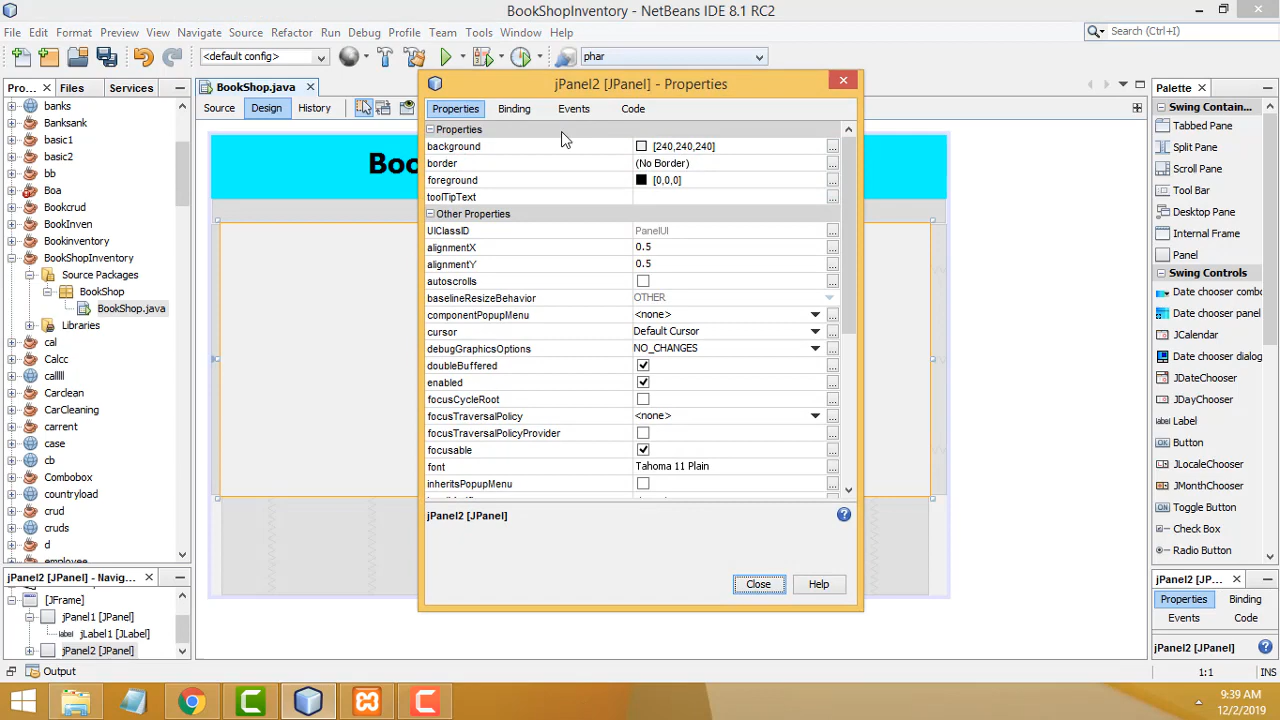 BookShopInventory - NetBeans IDE 8.1 RC2
File Edit Format Preview View Navigate Source Refactor Run Debug Profile Team Tools Window Help
Search (Ctrl+I)
<default config>
phar
Pro... Files Services
BookShop.java
Palette
Source Design History
banks
Banksank
basic1
basic2
bb
Boa
Bookcrud
BookInven
Bookinventory
BookShopInventory
Source Packages
BookShop
BookShop.java
Libraries
cal
Calcc
callll
Carclean
CarCleaning
carrent
case
cb
Combobox
countryload
crud
cruds
d
employee
jPanel2 [JPanel] - Navig...
[JFrame]
jPanel1 [JPanel]
label jLabel1 [JLabel]
jPanel2 [JPanel]
Output
Boo
jPanel2 [JPanel] - Properties
Properties Binding Events Code
Properties
background [240,240,240]
border (No Border)
foreground [0,0,0]
toolTipText
Other Properties
UIClassID PanelUI
alignmentX 0.5
alignmentY 0.5
autoscrolls
baselineResizeBehavior OTHER
componentPopupMenu <none>
cursor Default Cursor
debugGraphicsOptions NO_CHANGES
doubleBuffered
enabled
focusCycleRoot
focusTraversalPolicy <none>
focusTraversalPolicyProvider
focusable
font Tahoma 11 Plain
inheritsPopupMenu
jPanel2 [JPanel]
Close Help
Swing Contain...
Tabbed Pane
Split Pane
Scroll Pane
Tool Bar
Desktop Pane
Internal Frame
Panel
Swing Controls
Date chooser combo
Date chooser panel
JCalendar
Date chooser dialog
JDateChooser
JDayChooser
label Label
Button
JLocaleChooser
JMonthChooser
Toggle Button
Check Box
Radio Button
jPanel2 [JP...
Properties Binding
Events Code
jPanel2 [JPanel]
1:1 INS
9:39 AM
12/2/2019